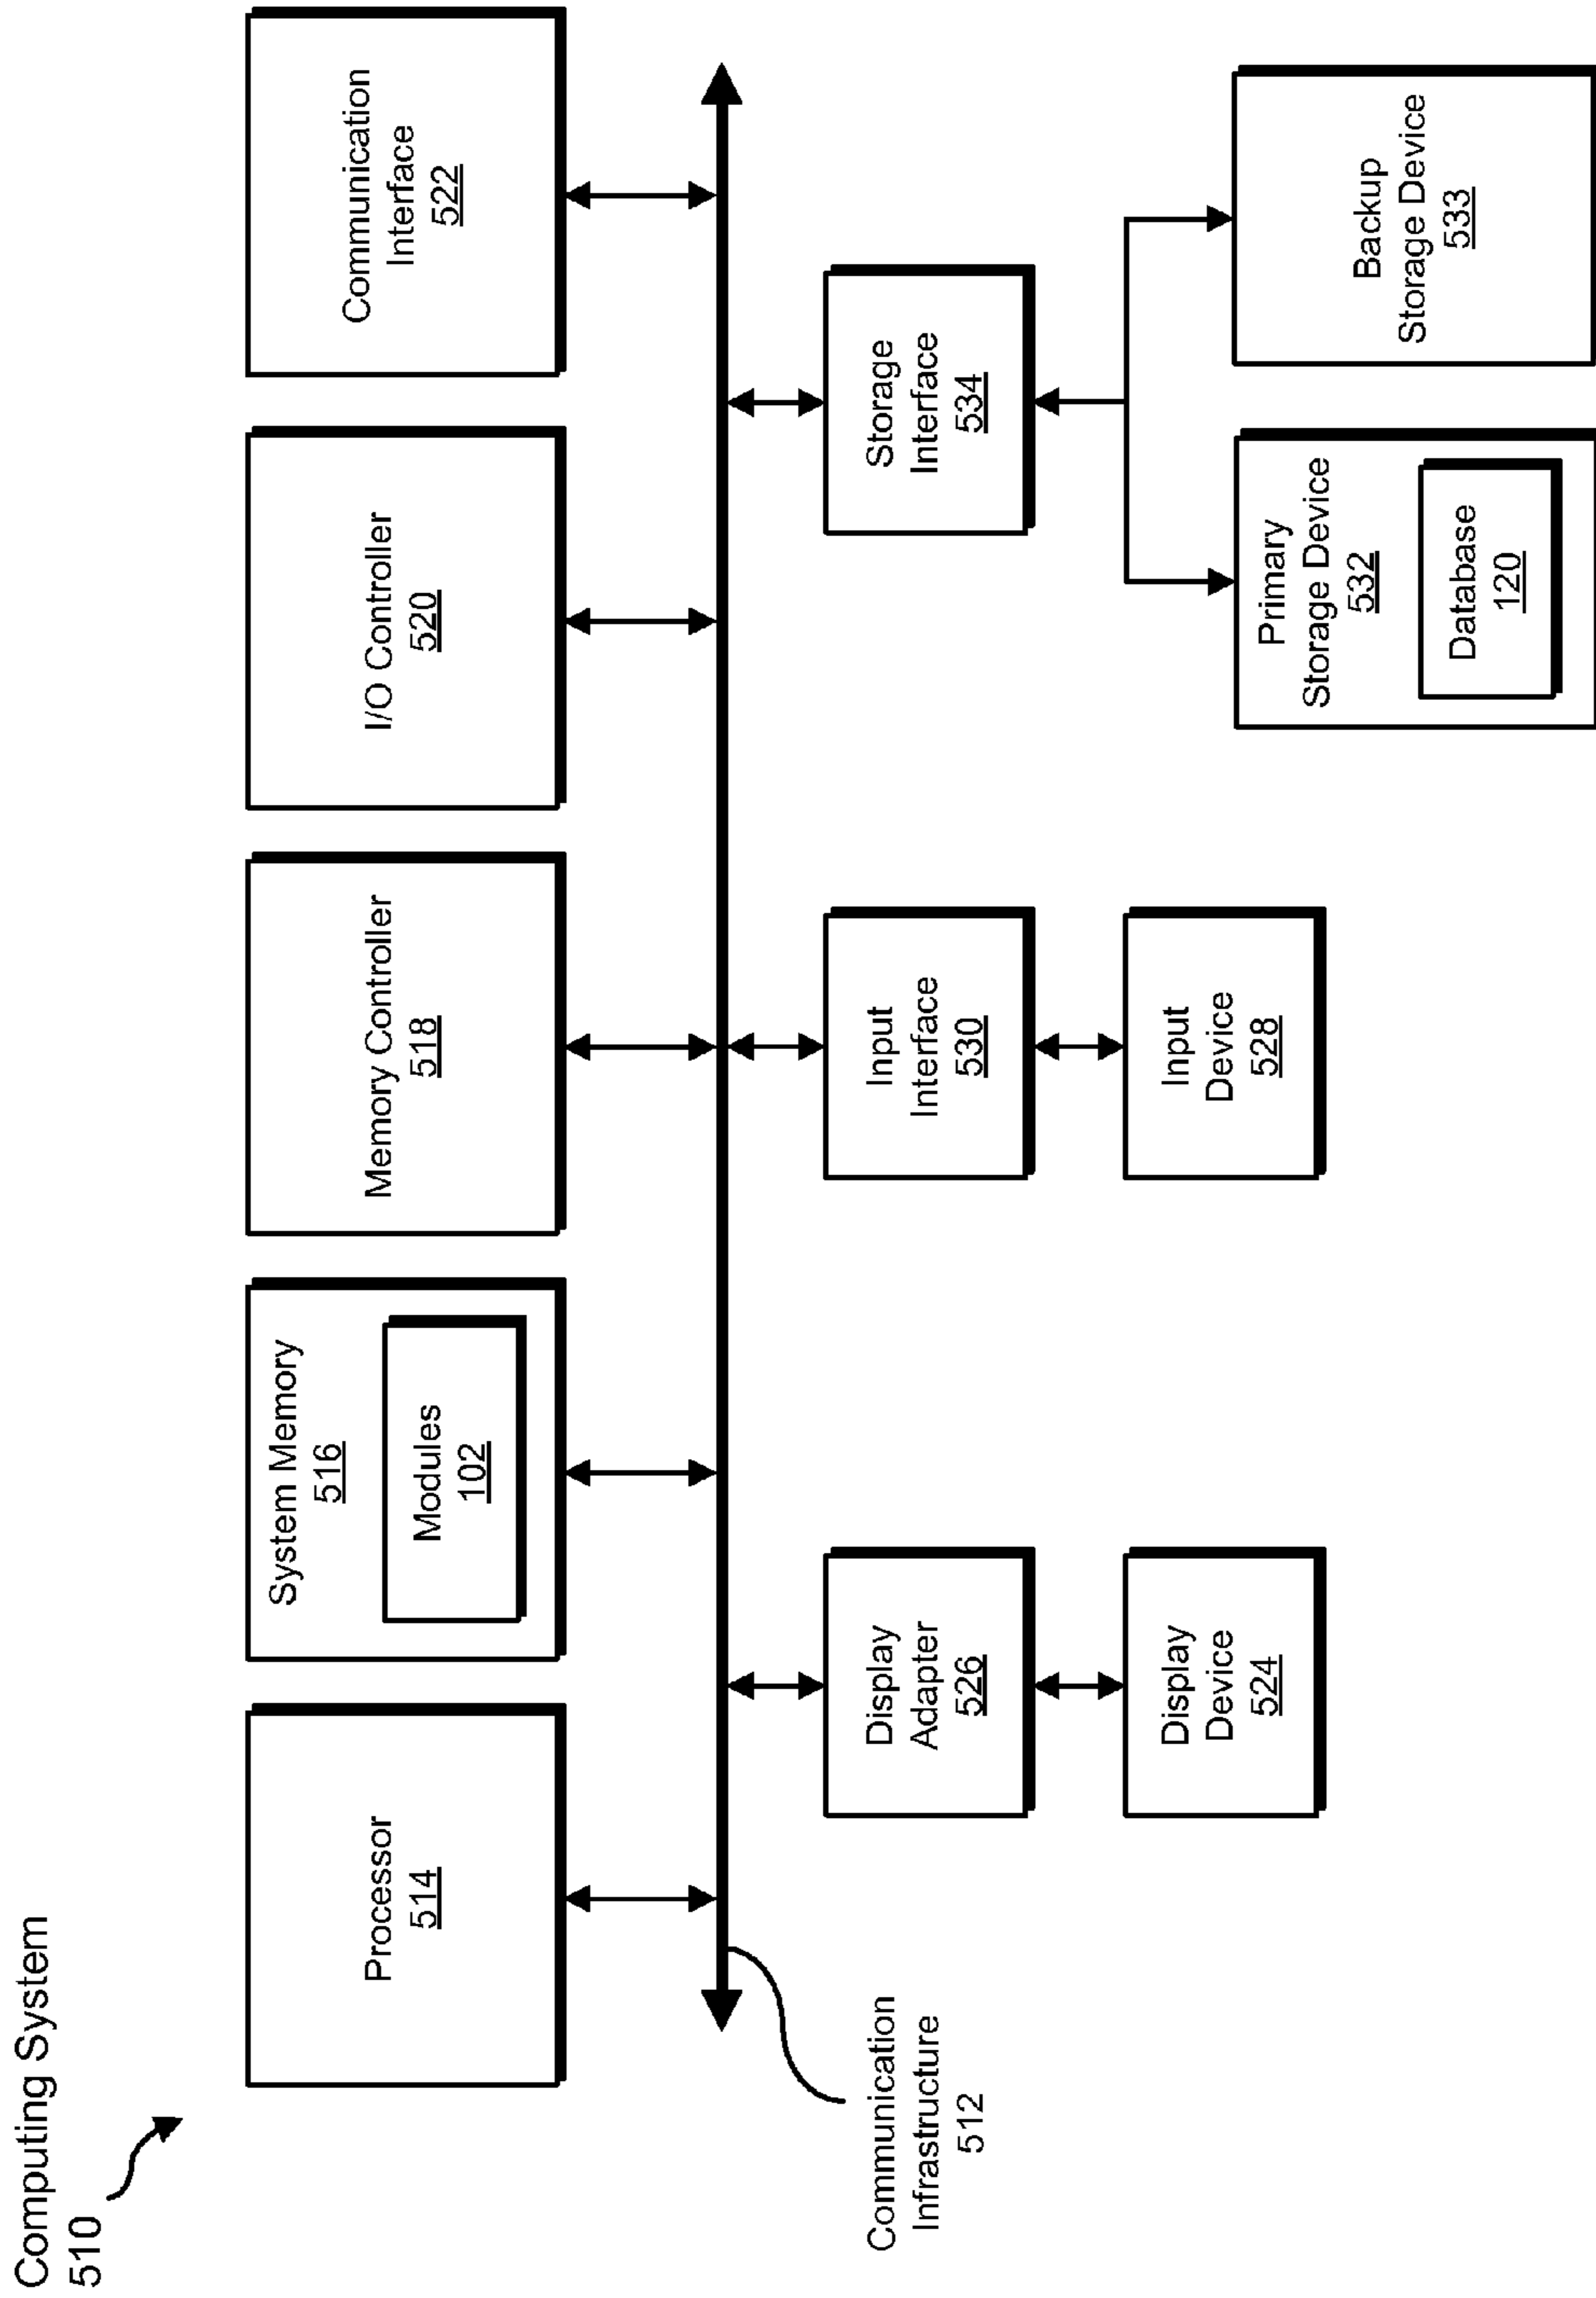 Computing System
510
Processor
514
System Memory
516
Modules
102
Memory Controller
518
I/O Controller
520
Communication
Interface
522
Communication
Infrastructure
512
Display
Adapter
526
Input
Interface
530
Storage
Interface
534
Display
Device
524
Input
Device
528
Primary
Storage Device
532
Database
120
Backup
Storage Device
533